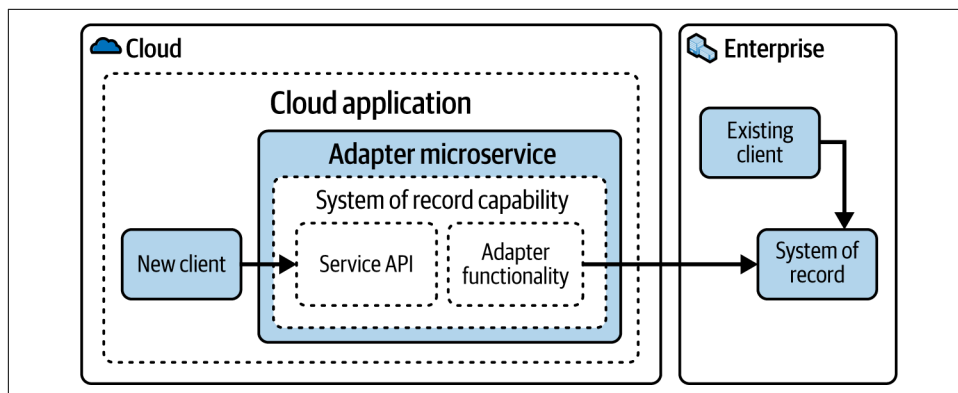 Cloud
Cloud application
Adapter microservice
System of record capability
New client
Service API
Adapter
functionality
Enterprise
Existing
client
System of
record